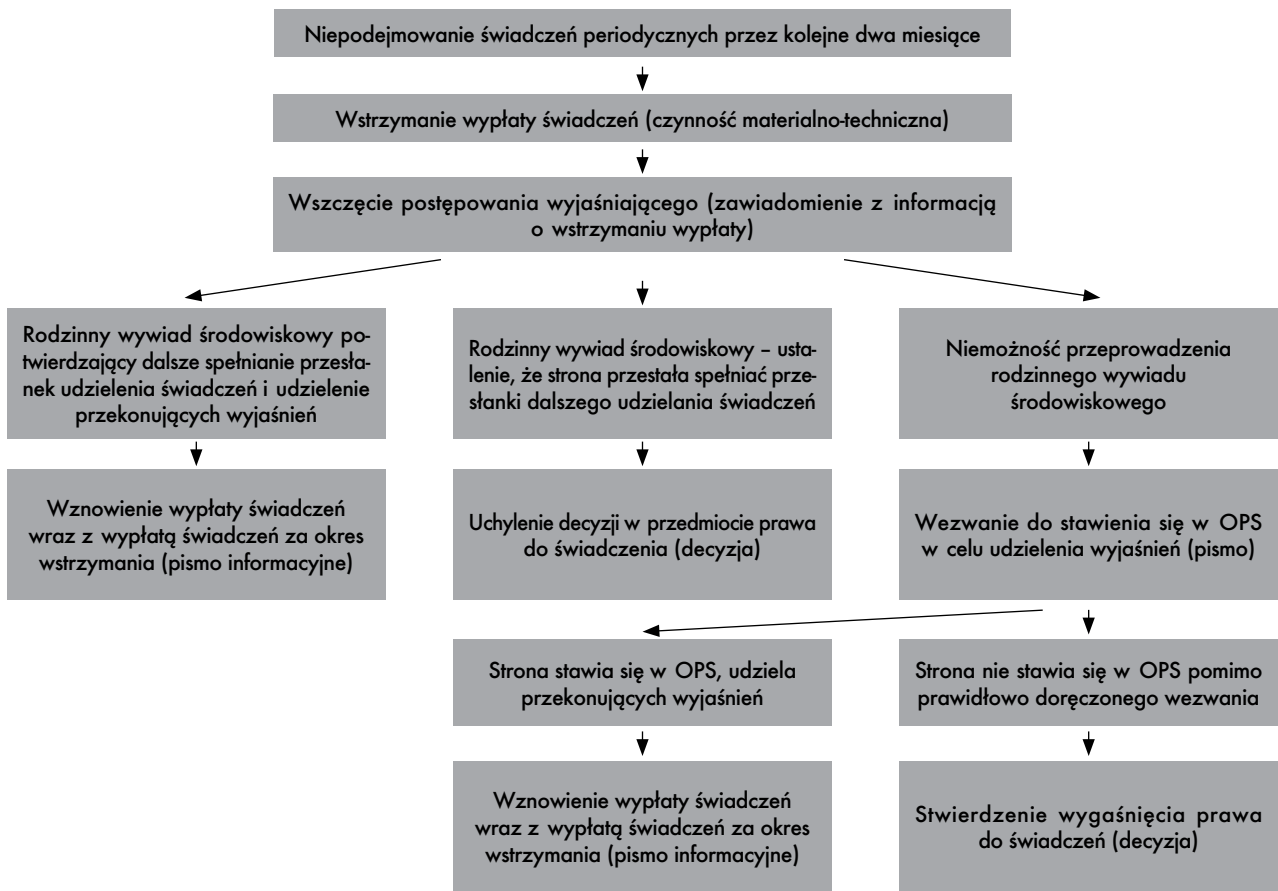 Niepodejmowanie świadczeń periodycznych przez kolejne dwa miesiące
Wstrzymanie wypłaty świadczeń (czynność materialno-techniczna)
Wszczęcie postępowania wyjaśniającego (zawiadomienie z informacją
o wstrzymaniu wypłaty)
Rodzinny wywiad środowiskowy po-
twierdzający dalsze spełnianie przesła-
nek udzielenia świadczeń i udzielenie
przekonujących wyjaśnień
Rodzinny wywiad środowiskowy – usta-
lenie, że strona przestała spełniać prze-
słanki dalszego udzielania świadczeń
Niemożność przeprowadzenia
rodzinnego wywiadu
środowiskowego
Wznowienie wypłaty świadczeń
wraz z wypłatą świadczeń za okres
wstrzymania (pismo informacyjne)
Uchylenie decyzji w przedmiocie prawa
do świadczenia (decyzja)
Wezwanie do stawienia się w OPS
w celu udzielenia wyjaśnień (pismo)
Strona stawia się w OPS, udziela
przekonujących wyjaśnień
Strona nie stawia się w OPS pomimo
prawidłowo doręczonego wezwania
Wznowienie wypłaty świadczeń
wraz z wypłatą świadczeń za okres
wstrzymania (pismo informacyjne)
Stwierdzenie wygaśnięcia prawa
do świadczeń (decyzja)